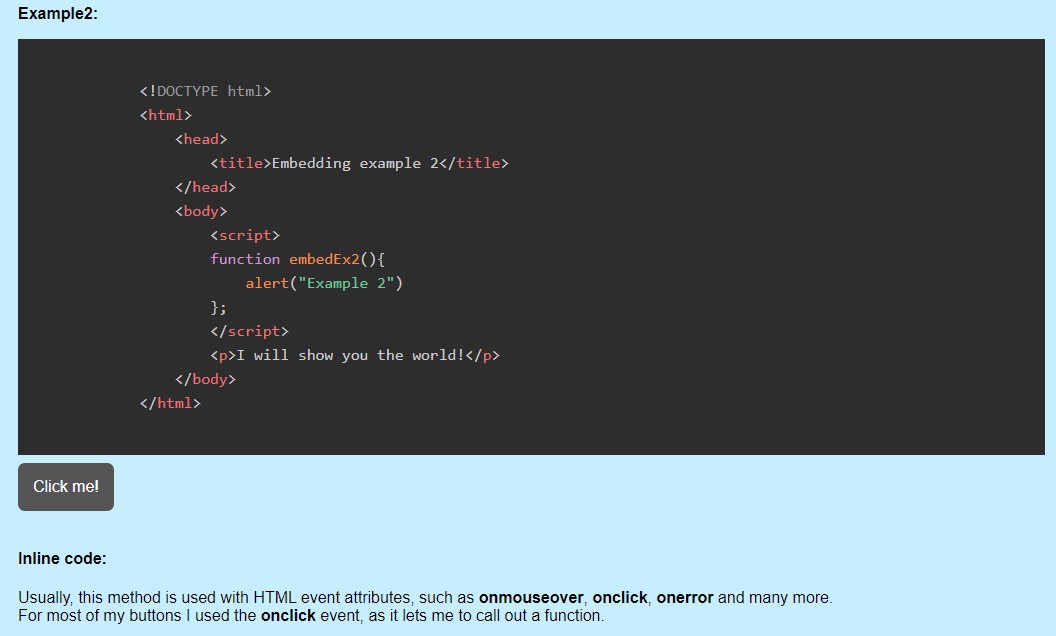 Example2:
<!DOCTYPE html>
<html>
<head>
<title>Embedding example 2</title>
</head>
<body>
<script>
function embedEx2(){
alert("Example 2")
};
</script>
<p>I will show you the world!</p>
</body>
</html>
Click me!
Inline code:
Usually, this method is used with HTML event attributes, such as onmouseover, onclick, onerror and many more.
For most of my buttons I used the onclick event, as it lets me to call out a function.